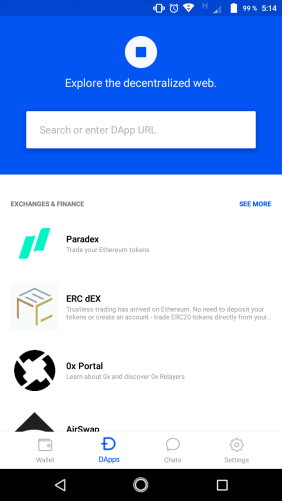 H
99 % 5:14
Explore the decentralized web.
Search or enter DApp URL
EXCHANGES & FINANCE SEE MORE
Paradex
Trade your Ethereum tokens
ERC dEX
Trustless trading has arrived on Ethereum. No need to deposit your
tokens or create an account - trade ERC20 tokens directly from your...
0x Portal
Learn about 0x and discover 0x Relayers
AirSwap
Wallet DApps Chats Settings